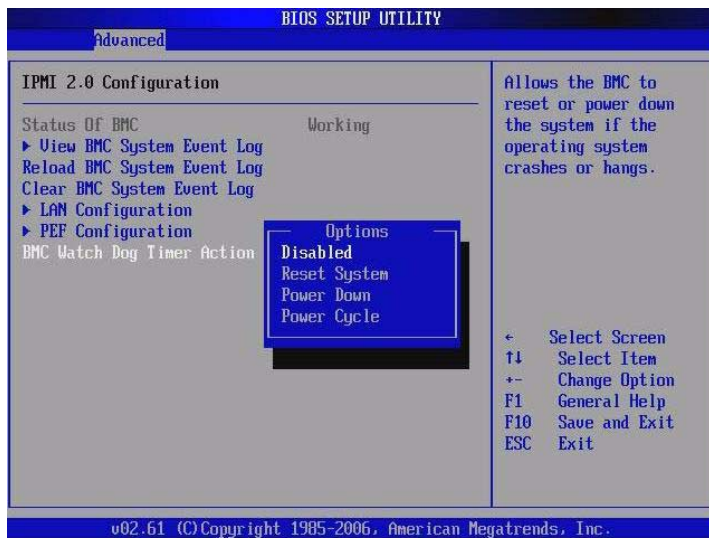 BIOS SETUP UTILITY
Advanced
IPMI 2.0 Configuration
Status Of BMC Working
View BMC System Event Log
Reload BMC System Event Log
Clear BMC System Event Log
LAN Configuration
PEF Configuration
BMC Watch Dog Timer Action
Options
Disabled
Reset System
Power Down
Power Cycle
Allows the BMC to
reset or power down
the system if the
operating system
crashes or hangs.
← Select Screen
↑↓ Select Item
+- Change Option
F1 General Help
F10 Save and Exit
ESC Exit
v02.61 (C)Copyright 1985-2006, American Megatrends, Inc.